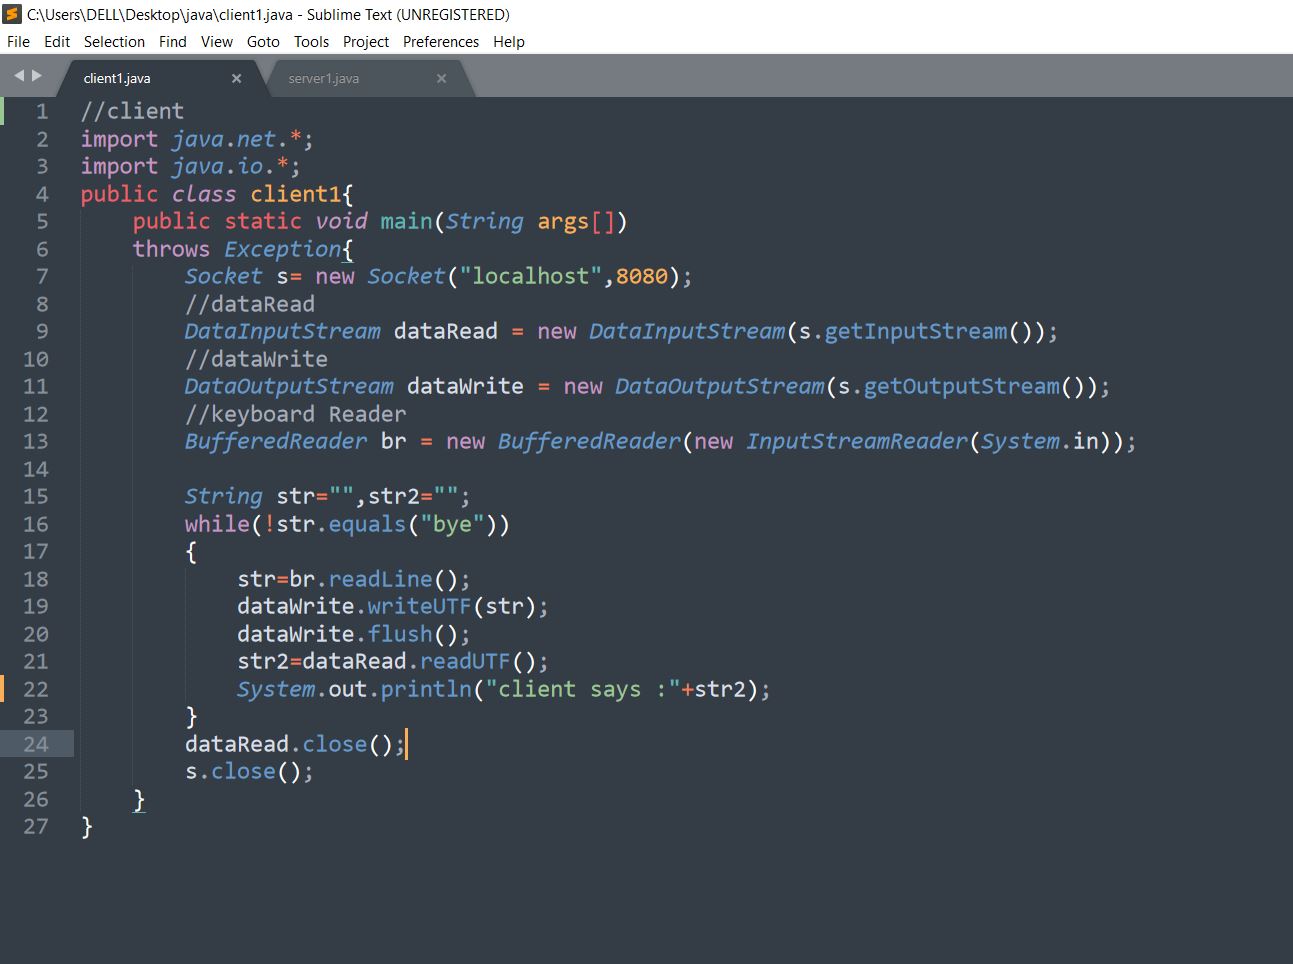 C:\Users\DELL\Desktop\java\client1.java - Sublime Text (UNREGISTERED)
File Edit Selection Find View Goto Tools Project Preferences Help
client1.java × server1.java ×
1 //client
2 import java.net.*;
3 import java.io.*;
4 public class client1{
5     public static void main(String args[])
6     throws Exception{
7         Socket s= new Socket("localhost",8080);
8         //dataRead
9         DataInputStream dataRead = new DataInputStream(s.getInputStream());
10         //dataWrite
11         DataOutputStream dataWrite = new DataOutputStream(s.getOutputStream());
12         //keyboard Reader
13         BufferedReader br = new BufferedReader(new InputStreamReader(System.in));
14
15         String str="",str2="";
16         while(!str.equals("bye"))
17         {
18             str=br.readLine();
19             dataWrite.writeUTF(str);
20             dataWrite.flush();
21             str2=dataRead.readUTF();
22             System.out.println("client says :"+str2);
23         }
24         dataRead.close();
25         s.close();
26     }
27 }